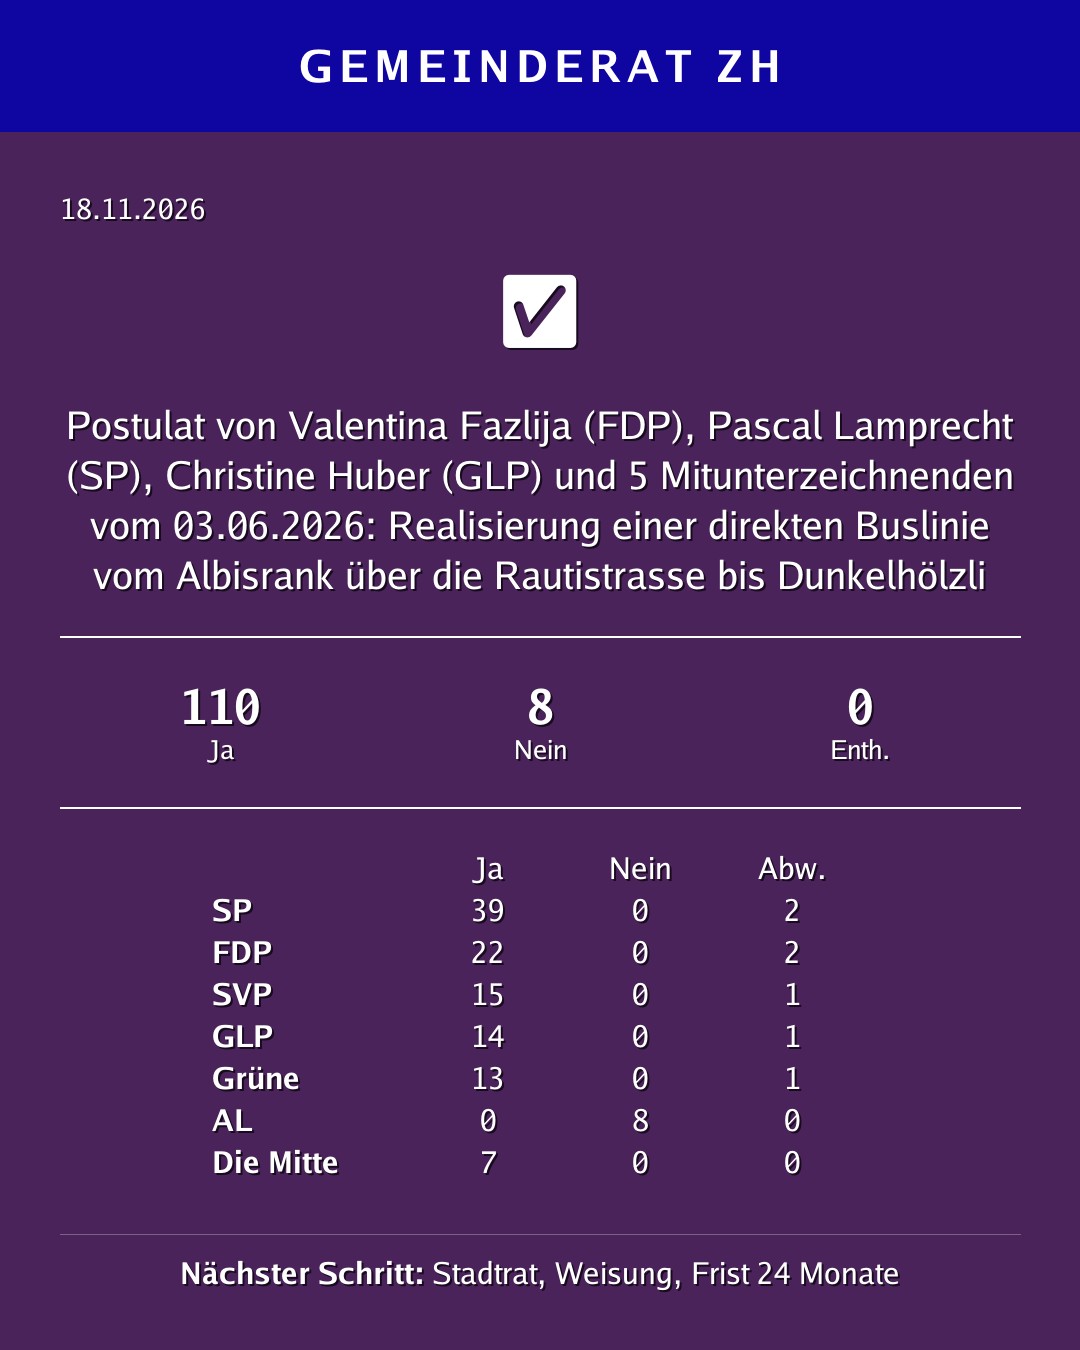 GEMEINDERAT ZH
18.11.2026
Postulat von Valentina Fazlija (FDP), Pascal Lamprecht
(SP), Christine Huber (GLP) und 5 Mitunterzeichnenden
vom 03.06.2026: Realisierung einer direkten Buslinie
vom Albisrank über die Rautistrasse bis Dunkelhölzli
110 8 0
Ja Nein Enth.
Ja Nein Abw.
SP 39 0 2
FDP 22 0 2
SVP 15 0 1
GLP 14 0 1
Grüne 13 0 1
AL 0 8 0
Die Mitte 7 0 0
Nächster Schritt: Stadtrat, Weisung, Frist 24 Monate